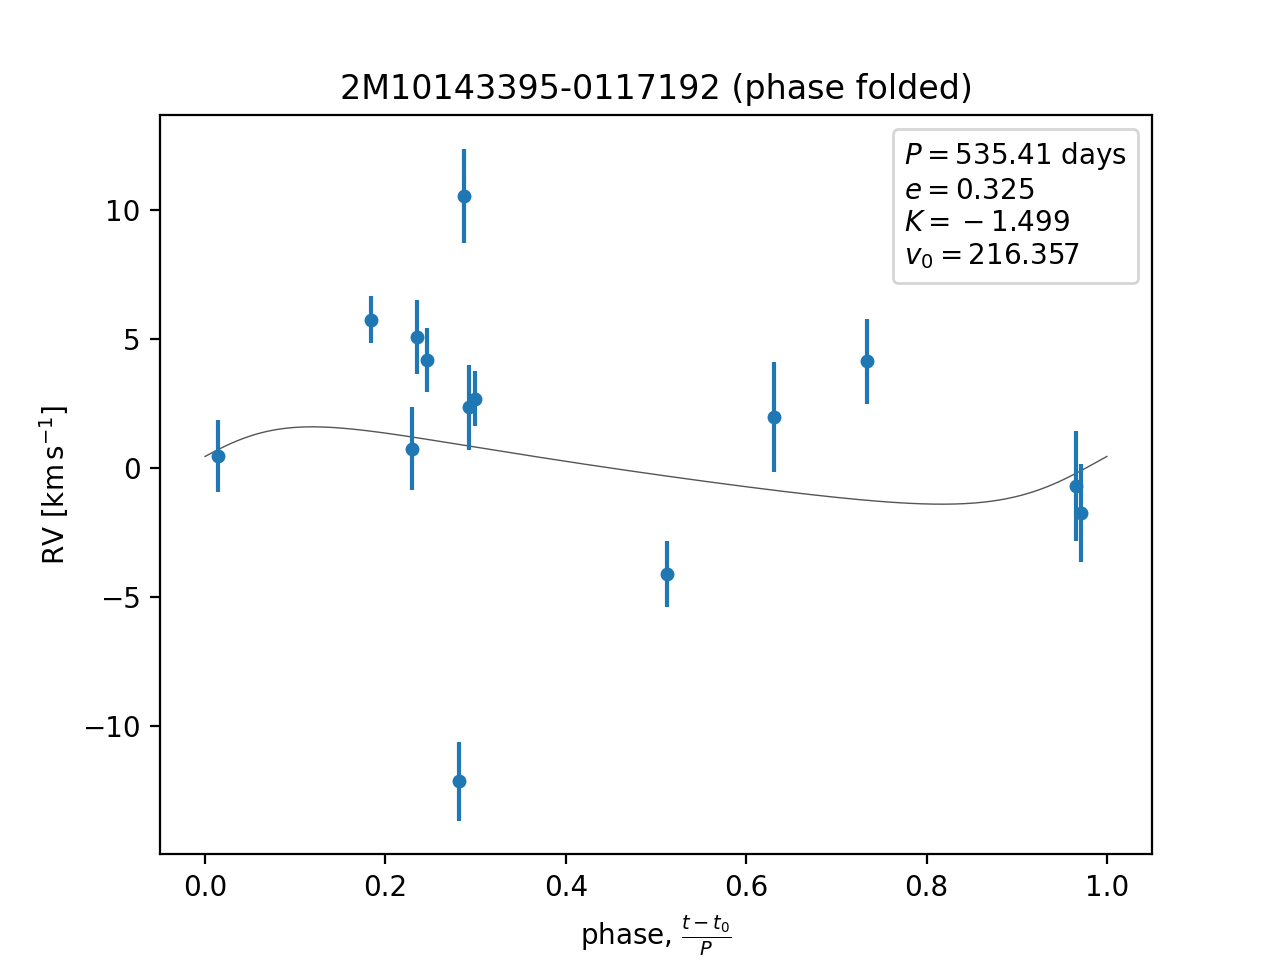 2M10143395-0117192 (phase folded)
P = 535.41 days
e = 0.325
K = −1.499
v₀ = 216.357
10
5
0
−5
−10
RV [km s⁻¹]
0.0 0.2 0.4 0.6 0.8 1.0
phase, (t − t₀)/P